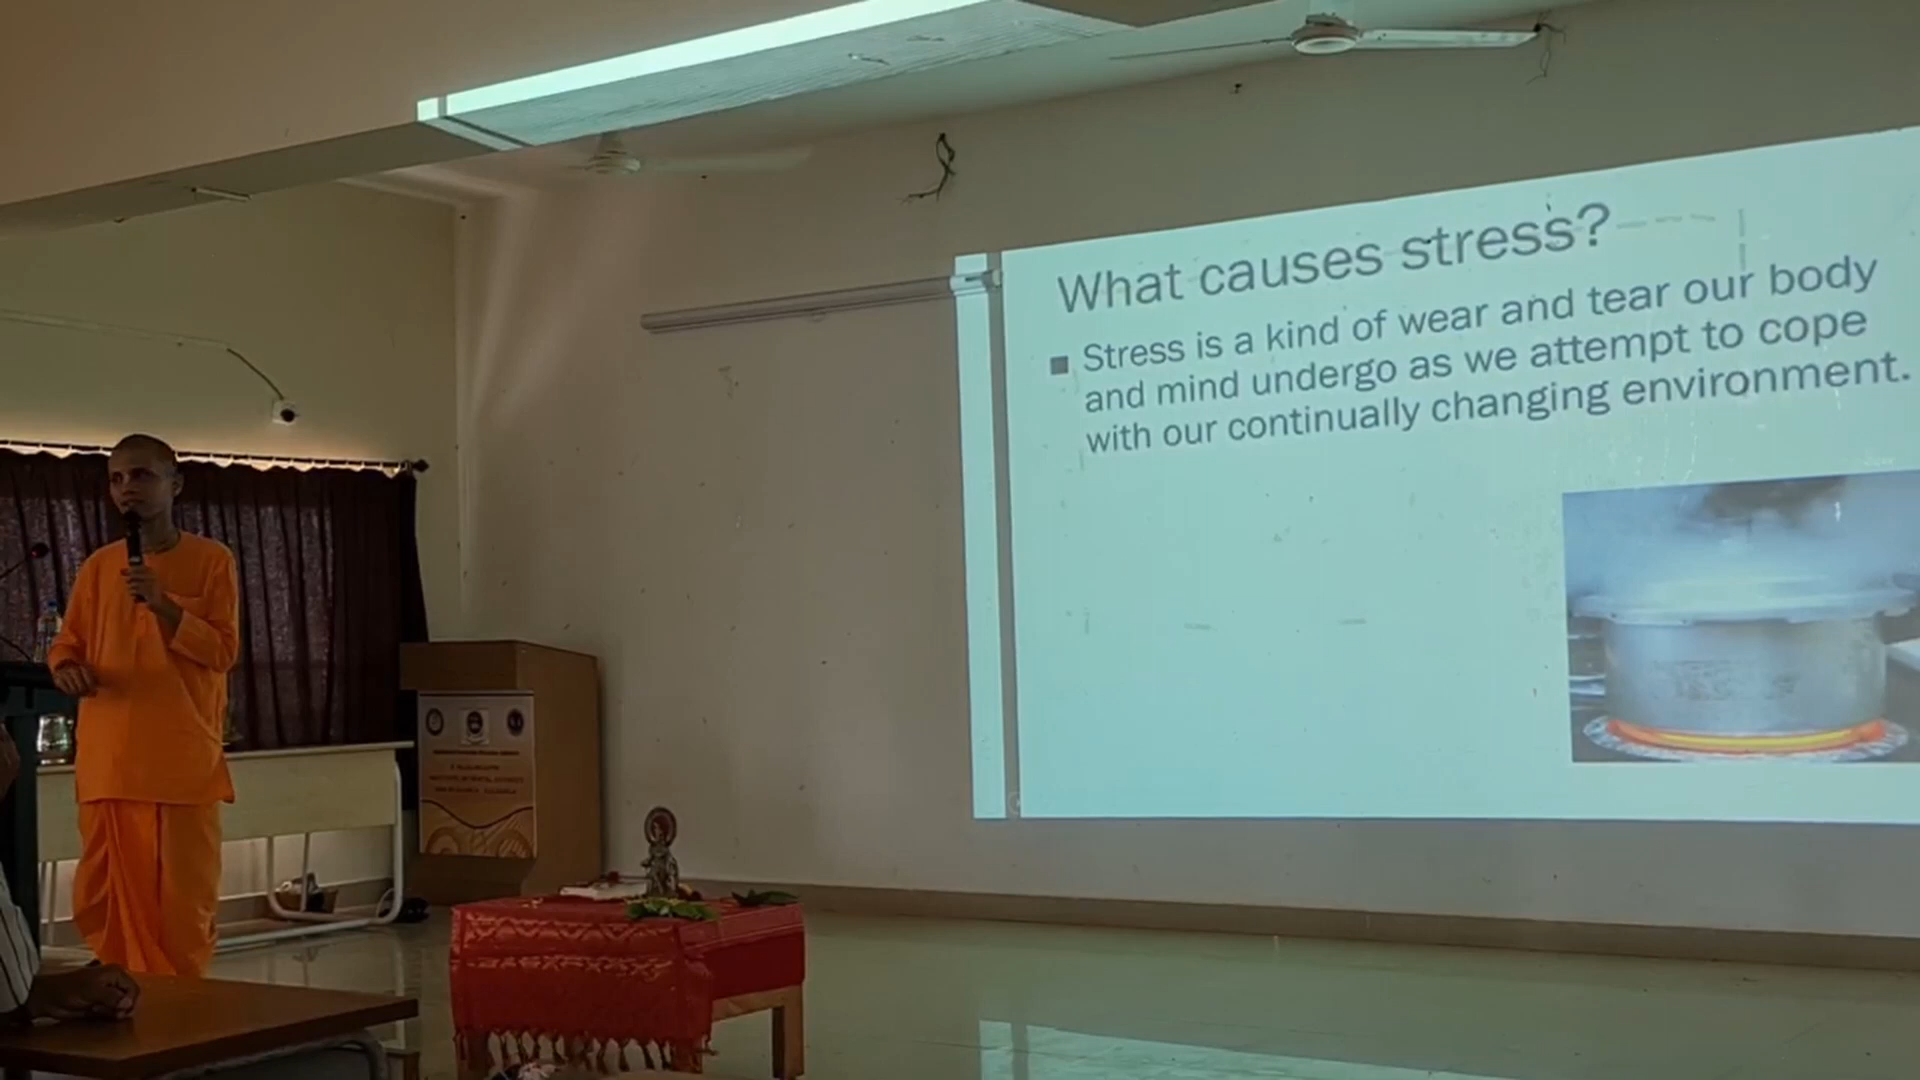 What causes stress?
Stress is a kind of wear and tear our body
and mind undergo as we attempt to cope
with our continually changing environment.